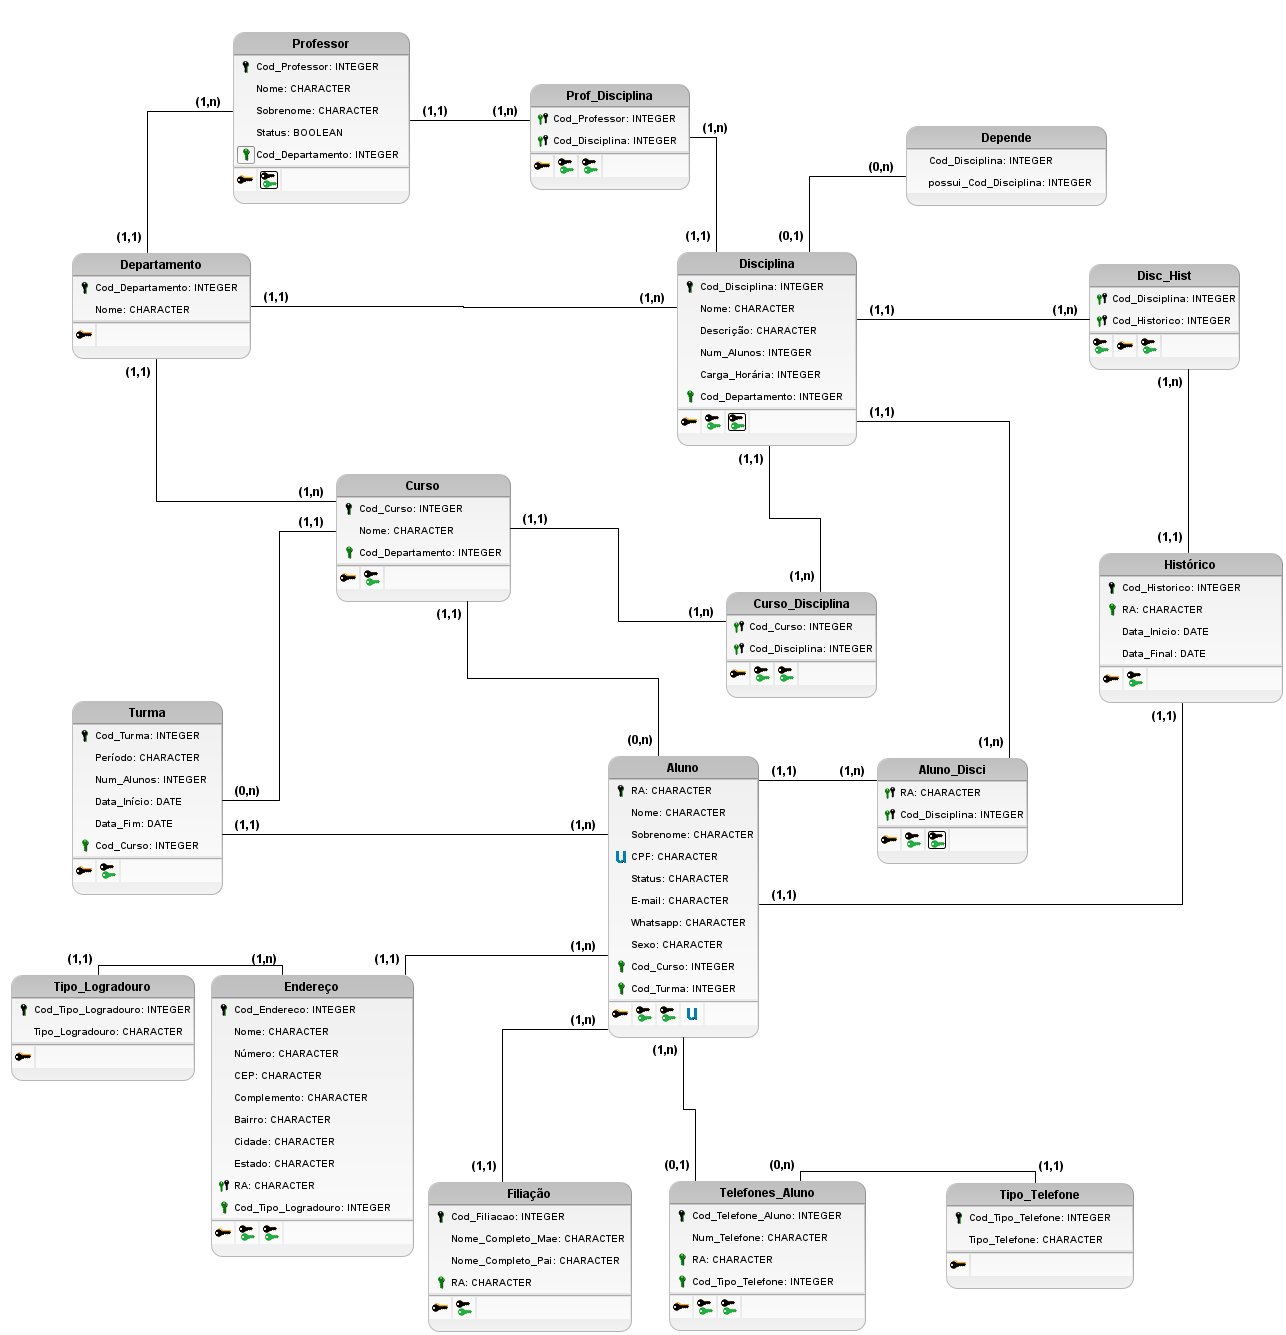 Professor
Cod_Professor: INTEGER
Nome: CHARACTER
Sobrenome: CHARACTER
Status: BOOLEAN
Cod_Departamento: INTEGER
(1,n)
(1,1)
(1,n)
Prof_Disciplina
Cod_Professor: INTEGER
Cod_Disciplina: INTEGER
(1,n)
Depende
Cod_Disciplina: INTEGER
possui_Cod_Disciplina: INTEGER
(0,n)
(1,1)
(1,1)
(0,1)
Departamento
Cod_Departamento: INTEGER
Nome: CHARACTER
(1,1)
(1,n)
Disciplina
Cod_Disciplina: INTEGER
Nome: CHARACTER
Descrição: CHARACTER
Num_Alunos: INTEGER
Carga_Horária: INTEGER
Cod_Departamento: INTEGER
(1,1)
(1,n)
Disc_Hist
Cod_Disciplina: INTEGER
Cod_Historico: INTEGER
(1,1)
(1,n)
(1,1)
(1,1)
(1,n)
(1,1)
Curso
Cod_Curso: INTEGER
Nome: CHARACTER
Cod_Departamento: INTEGER
(1,1)
(1,1)
(1,n)
(1,n)
Curso_Disciplina
Cod_Curso: INTEGER
Cod_Disciplina: INTEGER
(1,1)
Histórico
Cod_Historico: INTEGER
RA: CHARACTER
Data_Inicio: DATE
Data_Final: DATE
(1,1)
Turma
Cod_Turma: INTEGER
Período: CHARACTER
Num_Alunos: INTEGER
Data_Início: DATE
Data_Fim: DATE
Cod_Curso: INTEGER
(0,n)
(1,1)
(1,n)
(0,n)
Aluno
RA: CHARACTER
Nome: CHARACTER
Sobrenome: CHARACTER
u CPF: CHARACTER
Status: CHARACTER
E-mail: CHARACTER
Whatsapp: CHARACTER
Sexo: CHARACTER
Cod_Curso: INTEGER
Cod_Turma: INTEGER
u
(1,1)
(1,n)
(1,n)
Aluno_Disci
RA: CHARACTER
Cod_Disciplina: INTEGER
(1,1)
(1,1)
(1,n)
(1,1)
(1,n)
Tipo_Logradouro
Cod_Tipo_Logradouro: INTEGER
Tipo_Logradouro: CHARACTER
Endereço
Cod_Endereco: INTEGER
Nome: CHARACTER
Número: CHARACTER
CEP: CHARACTER
Complemento: CHARACTER
Bairro: CHARACTER
Cidade: CHARACTER
Estado: CHARACTER
RA: CHARACTER
Cod_Tipo_Logradouro: INTEGER
(1,n)
(1,n)
(1,1)
Filiação
Cod_Filiacao: INTEGER
Nome_Completo_Mae: CHARACTER
Nome_Completo_Pai: CHARACTER
RA: CHARACTER
(0,1)
(0,n)
Telefones_Aluno
Cod_Telefone_Aluno: INTEGER
Num_Telefone: CHARACTER
RA: CHARACTER
Cod_Tipo_Telefone: INTEGER
(1,1)
Tipo_Telefone
Cod_Tipo_Telefone: INTEGER
Tipo_Telefone: CHARACTER